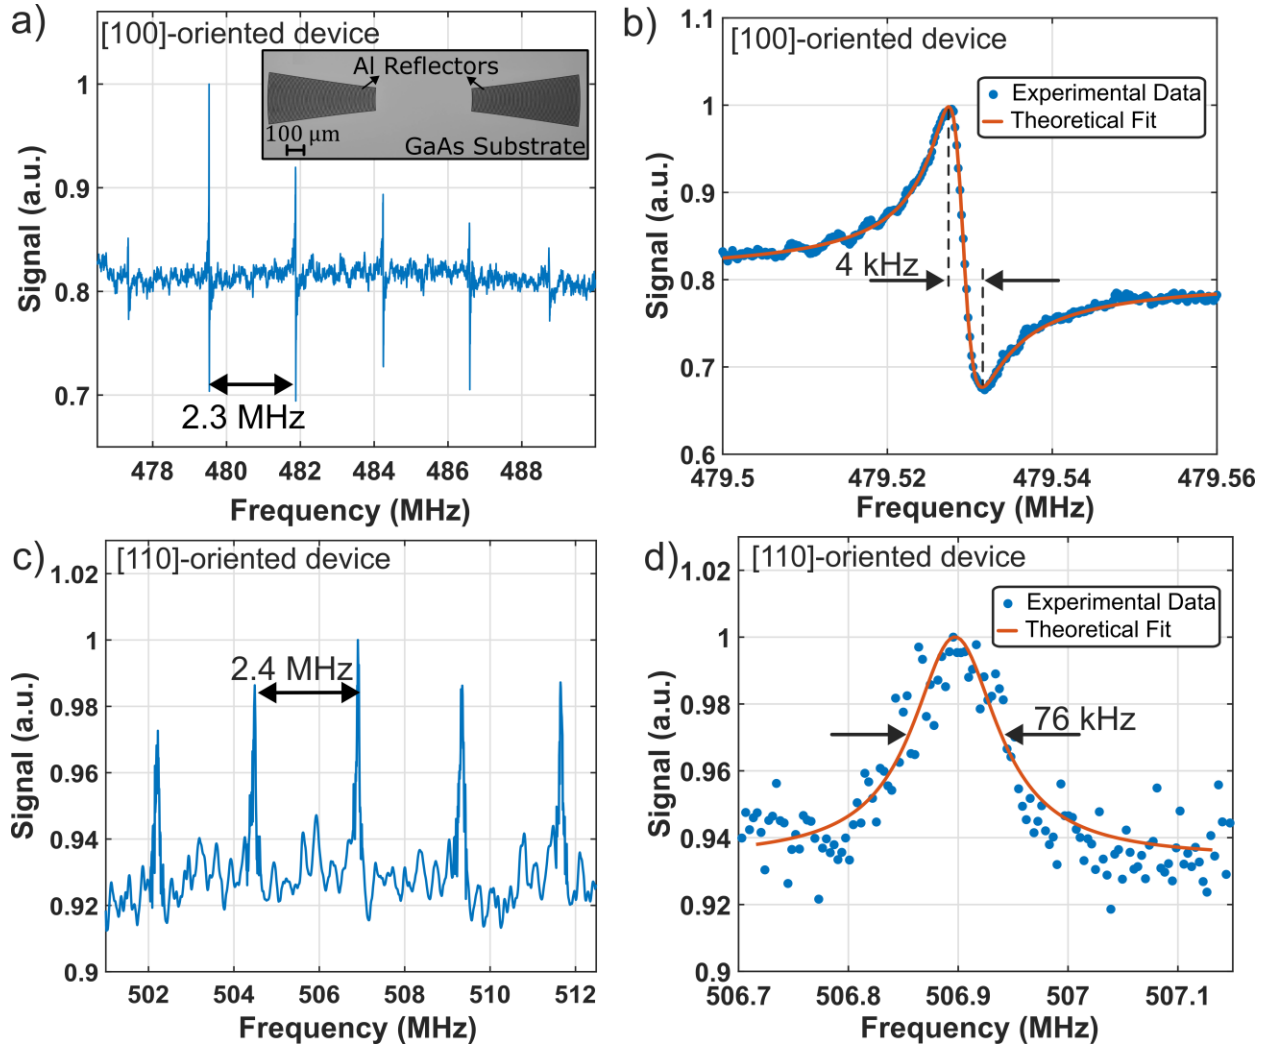 a)
[100]-oriented device
Al Reflectors
100 μm
GaAs Substrate
2.3 MHz
1
0.9
0.8
0.7
Signal (a.u.)
478 480 482 484 486 488
Frequency (MHz)
b)
[100]-oriented device
Experimental Data
Theoretical Fit
4 kHz
1.1
1.0
0.9
0.8
0.7
0.6
Signal (a.u.)
479.5 479.52 479.54 479.56
Frequency (MHz)
c)
[110]-oriented device
2.4 MHz
1.02
1
0.98
0.96
0.94
0.92
0.9
Signal (a.u.)
502 504 506 508 510 512
Frequency (MHz)
d)
[110]-oriented device
Experimental Data
Theoretical Fit
76 kHz
1.02
1
0.98
0.96
0.94
0.92
0.9
Signal (a.u.)
506.7 506.8 506.9 507 507.1
Frequency (MHz)